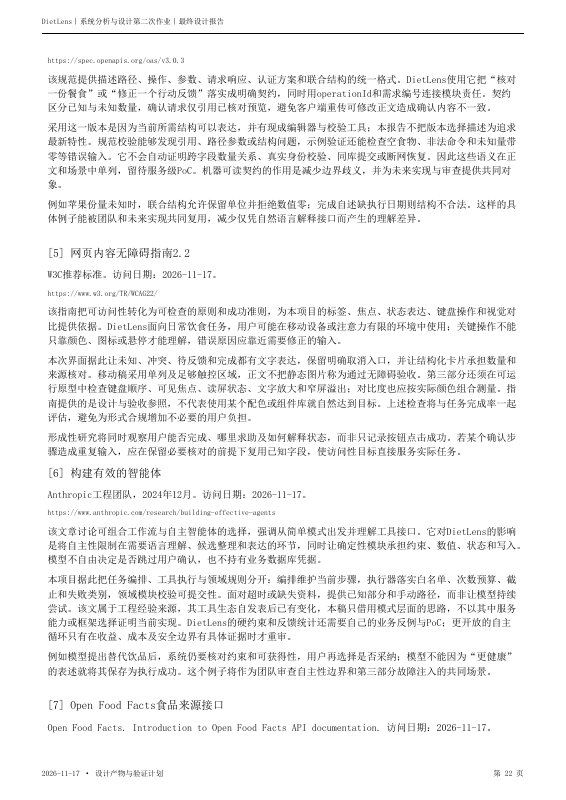 DietLens | 系统分析与设计第二次作业 | 最终设计报告
https://spec.openapis.org/oas/v3.0.3
该规范提供描述路径、操作、参数、请求响应、认证方案和联合结构的统一格式。DietLens使用它把“核对
一份餐食”或“修正一个行动反馈”落实成明确契约，同时用operationId和需求编号连接模块责任。契约
区分已知与未知数量，确认请求仅引用已核对预览，避免客户端重传可修改正文造成确认内容不一致。
采用这一版本是因为当前所需结构可以表达，并有现成编辑器与校验工具；本报告不把版本选择描述为追求
最新特性。规范校验能够发现引用、路径参数或结构问题，示例验证还能检查空食物、非法命令和未知量带
零等错误输入。它不会自动证明跨字段数量关系、真实身份校验、同库提交或断网恢复。因此这些语义在正
文和场景中单列，留待服务级PoC。机器可读契约的作用是减少边界歧义，并为未来实现与审查提供共同对
象。
例如苹果份量未知时，联合结构允许保留单位并拒绝数值零；完成自述缺执行日期则结构不合法。这样的具
体例子能被团队和未来实现共同复用，减少仅凭自然语言解释接口而产生的理解差异。
[5] 网页内容无障碍指南2.2
W3C推荐标准。访问日期：2026-11-17。
https://www.w3.org/TR/WCAG22/
该指南把可访问性转化为可检查的原则和成功准则，为本项目的标签、焦点、状态表达、键盘操作和视觉对
比提供依据。DietLens面向日常饮食任务，用户可能在移动设备或注意力有限的环境中使用；关键操作不能
只靠颜色、图标或悬停才能理解，错误原因应靠近需要修正的输入。
本次界面据此让未知、冲突、待反馈和完成都有文字表达，保留明确取消入口，并让结构化卡片承担数量和
来源核对。移动稿采用单列及足够触控区域，正文不把静态图片称为通过无障碍验收。第三部分还须在可运
行原型中检查键盘顺序、可见焦点、读屏状态、文字放大和窄屏溢出；对比度也应按实际颜色组合测量。指
南提供的是设计与验收参照，不代表使用某个配色或组件库就自然达到目标。上述检查将与任务完成率一起
评估，避免为形式合规增加不必要的用户负担。
形成性研究将同时观察用户能否完成、哪里求助及如何解释状态，而非只记录按钮点击成功。若某个确认步
骤造成重复输入，应在保留必要核对的前提下复用已知字段，使访问性目标直接服务实际任务。
[6] 构建有效的智能体
Anthropic工程团队，2024年12月。访问日期：2026-11-17。
https://www.anthropic.com/research/building-effective-agents
该文章讨论可组合工作流与自主智能体的选择，强调从简单模式出发并理解工具接口。它对DietLens的影响
是将自主性限制在需要语言理解、候选整理和表达的环节，同时让确定性模块承担约束、数值、状态和写入。
模型不自由决定是否跳过用户确认，也不持有业务数据库凭据。
本项目据此把任务编排、工具执行与领域规则分开：编排维护当前步骤，执行器落实白名单、次数预算、截
止和失败类别，领域模块校验可提交性。面对超时或缺失资料，提供已知部分和手动路径，而非让模型持续
尝试。该文属于工程经验来源，其工具生态自发表后已有变化，本稿只借用模式层面的思路，不以其中服务
能力或框架选择证明当前实现。DietLens的硬约束和反馈统计还需要自己的业务反例与PoC；更开放的自主
循环只有在收益、成本及安全边界有具体证据时才重审。
例如模型提出替代饮品后，系统仍要核对约束和可获得性，用户再选择是否采纳；模型不能因为“更健康”
的表述就将其保存为执行成功。这个例子将作为团队审查自主性边界和第三部分故障注入的共同场景。
[7] Open Food Facts食品来源接口
Open Food Facts. Introduction to Open Food Facts API documentation. 访问日期：2026-11-17。
2026-11-17 • 设计产物与验证计划
第 22 页